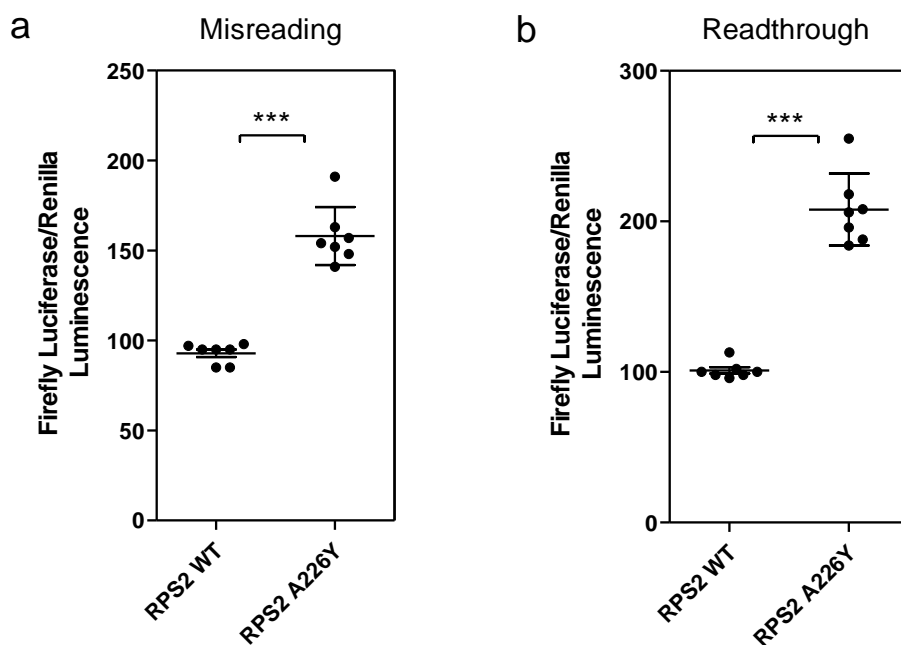 a
Misreading
Firefly Luciferase/Renilla
Luminescence
250
200
150
100
50
0
***
RPS2 WT
RPS2 A226Y
b
Readthrough
Firefly Luciferase/Renilla
Luminescence
300
200
100
0
***
RPS2 WT
RPS2 A226Y